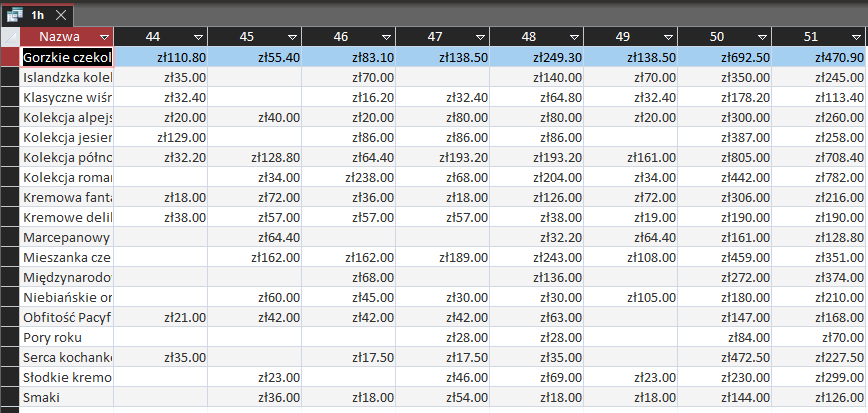 1h
Nazwa 44 45 46 47 48 49 50 51
Gorzkie czekol zł110.80 zł55.40 zł83.10 zł138.50 zł249.30 zł138.50 zł692.50 zł470.90
Islandzka kolek zł35.00 zł70.00 zł140.00 zł70.00 zł350.00 zł245.00
Klasyczne wiśn zł32.40 zł16.20 zł32.40 zł64.80 zł32.40 zł178.20 zł113.40
Kolekcja alpejs zł20.00 zł40.00 zł20.00 zł80.00 zł80.00 zł20.00 zł300.00 zł260.00
Kolekcja jesien zł129.00 zł86.00 zł86.00 zł86.00 zł387.00 zł258.00
Kolekcja półno zł32.20 zł128.80 zł64.40 zł193.20 zł193.20 zł161.00 zł805.00 zł708.40
Kolekcja roman zł34.00 zł238.00 zł68.00 zł204.00 zł34.00 zł442.00 zł782.00
Kremowa fanta zł18.00 zł72.00 zł36.00 zł18.00 zł126.00 zł72.00 zł306.00 zł216.00
Kremowe delik zł38.00 zł57.00 zł57.00 zł57.00 zł38.00 zł19.00 zł190.00 zł190.00
Marcepanowy zł64.40 zł32.20 zł64.40 zł161.00 zł128.80
Mieszanka cze zł162.00 zł162.00 zł189.00 zł243.00 zł108.00 zł459.00 zł351.00
Międzynarodov zł68.00 zł136.00 zł272.00 zł374.00
Niebiańskie or zł60.00 zł45.00 zł30.00 zł30.00 zł105.00 zł180.00 zł210.00
Obfitość Pacyf zł21.00 zł42.00 zł42.00 zł42.00 zł63.00 zł147.00 zł168.00
Pory roku zł28.00 zł28.00 zł84.00 zł70.00
Serca kochank zł35.00 zł17.50 zł17.50 zł35.00 zł472.50 zł227.50
Słodkie kremo zł23.00 zł46.00 zł69.00 zł23.00 zł230.00 zł299.00
Smaki zł36.00 zł18.00 zł54.00 zł18.00 zł18.00 zł144.00 zł126.00